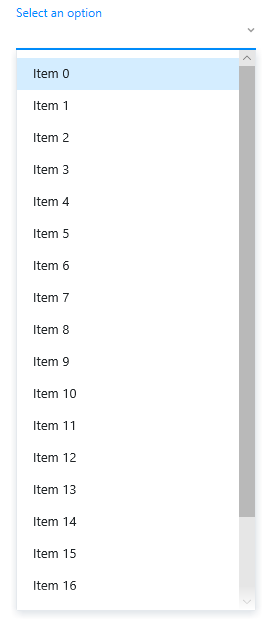 Select an option
Item 0
Item 1
Item 2
Item 3
Item 4
Item 5
Item 6
Item 7
Item 8
Item 9
Item 10
Item 11
Item 12
Item 13
Item 14
Item 15
Item 16